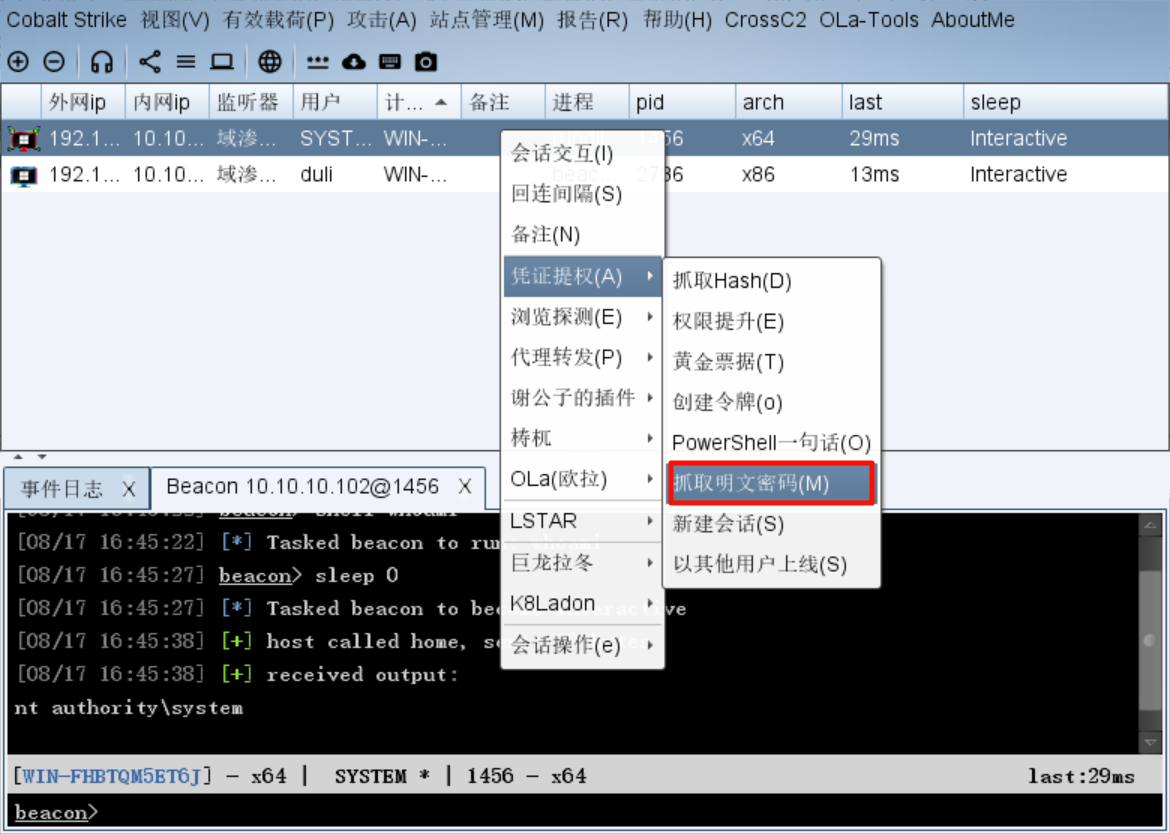 Cobalt Strike 视图(V) 有效载荷(P) 攻击(A) 站点管理(M) 报告(R) 帮助(H) CrossC2 OLa-Tools AboutMe
外网ip 内网ip 监听器 用户 计... 备注 进程 pid arch last sleep
192.1... 10.10... 域渗... SYST... WIN-... 1456 x64 29ms Interactive
192.1... 10.10... 域渗... duli WIN-... beac... 2736 x86 13ms Interactive
会话交互(I)
回连间隔(S)
备注(N)
凭证提权(A)
浏览探测(E)
代理转发(P)
谢公子的插件
梼杌
OLa(欧拉)
LSTAR
巨龙拉冬
K8Ladon
会话操作(e)
抓取Hash(D)
权限提升(E)
黄金票据(T)
创建令牌(o)
PowerShell一句话(O)
抓取明文密码(M)
新建会话(S)
以其他用户上线(S)
事件日志 X Beacon 10.10.10.102@1456 X
beacon> shell whoami
[08/17 16:45:22] [*] Tasked beacon to run: whoami
[08/17 16:45:27] beacon> sleep 0
[08/17 16:45:27] [*] Tasked beacon to become interactive
[08/17 16:45:38] [+] host called home,
[08/17 16:45:38] [+] received output:
nt authority\system
[WIN-FHBTQM5ET6J] - x64 | SYSTEM * | 1456 - x64 last:29ms
beacon>